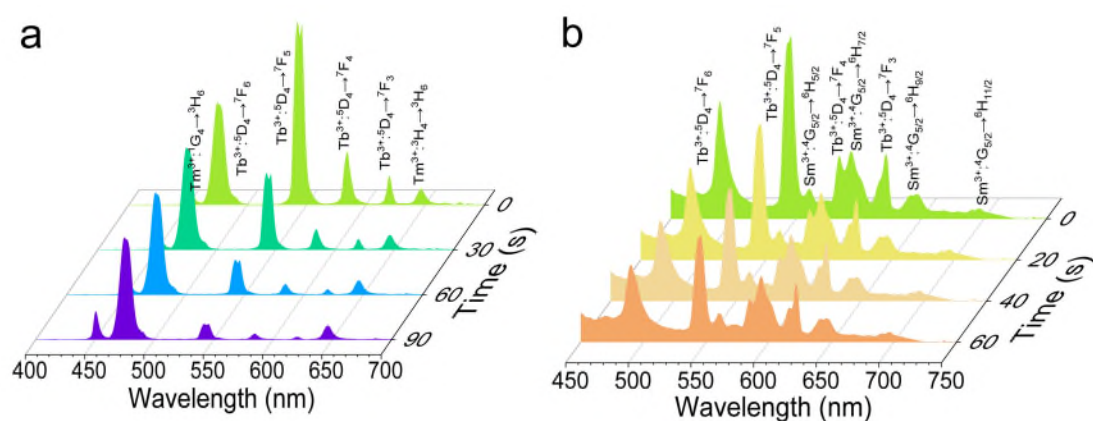 a
Tm³⁺:¹G₄→³H₆
Tb³⁺:⁵D₄→⁷F₆
Tb³⁺:⁵D₄→⁷F₅
Tb³⁺:⁵D₄→⁷F₄
Tb³⁺:⁵D₄→⁷F₃
Tm³⁺:³H₄→³H₆
0
30
60
90
Time (s)
400 450 500 550 600 650 700
Wavelength (nm)
b
Tb³⁺:⁵D₄→⁷F₆
Tb³⁺:⁵D₄→⁷F₅
Sm³⁺:⁴G₅/₂→⁶H₅/₂
Tb³⁺:⁵D₄→⁷F₄
Sm³⁺:⁴G₅/₂→⁶H₇/₂
Tb³⁺:⁵D₄→⁷F₃
Sm³⁺:⁴G₅/₂→⁶H₉/₂
Sm³⁺:⁴G₅/₂→⁶H₁₁/₂
0
20
40
60
Time (s)
450 500 550 600 650 700 750
Wavelength (nm)